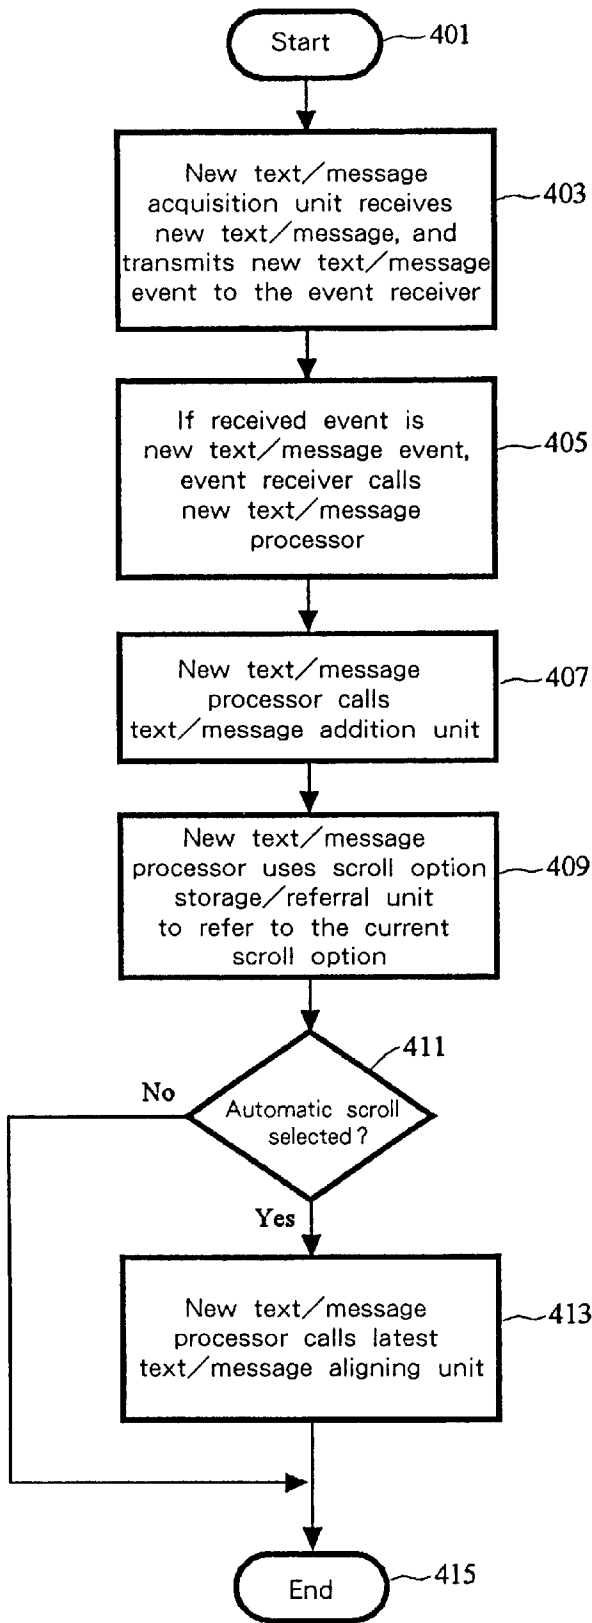 Start
401
New text/message
acquisition unit receives
new text/message, and
transmits new text/message
event to the event receiver
403
If received event is
new text/message event,
event receiver calls
new text/message
processor
405
New text/message
processor calls
text/message addition unit
407
New text/message
processor uses scroll option
storage/referral unit
to refer to the current
scroll option
409
411
No
Automatic scroll
selected?
Yes
New text/message
processor calls latest
text/message aligning unit
413
End
415